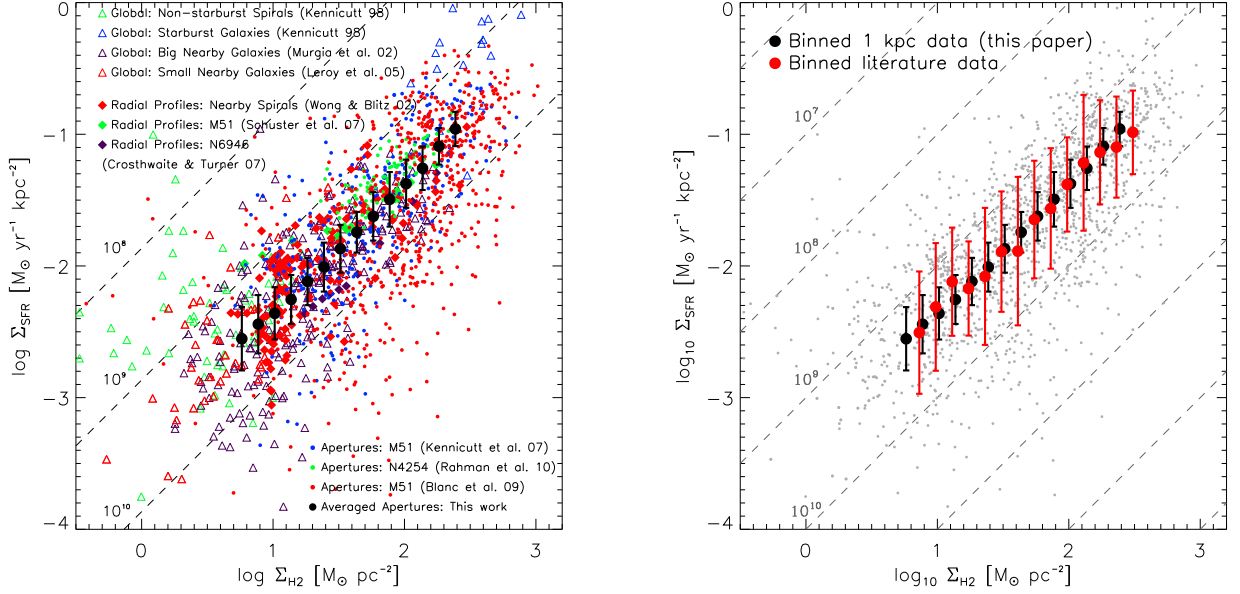 Global: Non-starburst Spirals (Kennicutt 98)
Global: Starburst Galaxies (Kennicutt 98)
Global: Big Nearby Galaxies (Murgia et al. 02)
Global: Small Nearby Galaxies (Leroy et al. 05)
Radial Profiles: Nearby Spirals (Wong & Blitz 02)
Radial Profiles: M51 (Schuster et al. 07)
Radial Profiles: N6946
(Crosthwaite & Turner 07)
Apertures: M51 (Kennicutt et al. 07)
Apertures: N4254 (Rahman et al. 10)
Apertures: M51 (Blanc et al. 09)
Averaged Apertures: This work
10⁸
10⁹
10¹⁰
0
−1
−2
−3
−4
log Σ_SFR [M⊙ yr⁻¹ kpc⁻²]
0 1 2 3
log Σ_H2 [M⊙ pc⁻²]
Binned 1 kpc data (this paper)
Binned literature data
10⁷
10⁸
10⁹
10¹⁰
0
−1
−2
−3
−4
log₁₀ Σ_SFR [M⊙ yr⁻¹ kpc⁻²]
0 1 2 3
log₁₀ Σ_H2 [M⊙ pc⁻²]